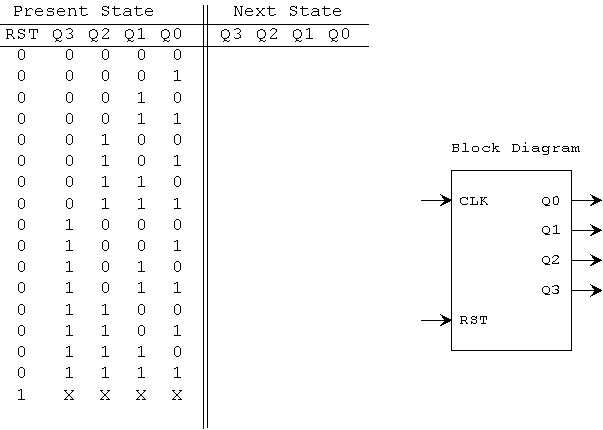 Present State Next State
RST Q3 Q2 Q1 Q0 Q3 Q2 Q1 Q0
0 0 0 0 0
0 0 0 0 1
0 0 0 1 0
0 0 0 1 1
0 0 1 0 0
0 0 1 0 1
0 0 1 1 0
0 0 1 1 1
0 1 0 0 0
0 1 0 0 1
0 1 0 1 0
0 1 0 1 1
0 1 1 0 0
0 1 1 0 1
0 1 1 1 0
0 1 1 1 1
1 X X X X
Block Diagram
CLK Q0
Q1
Q2
Q3
RST